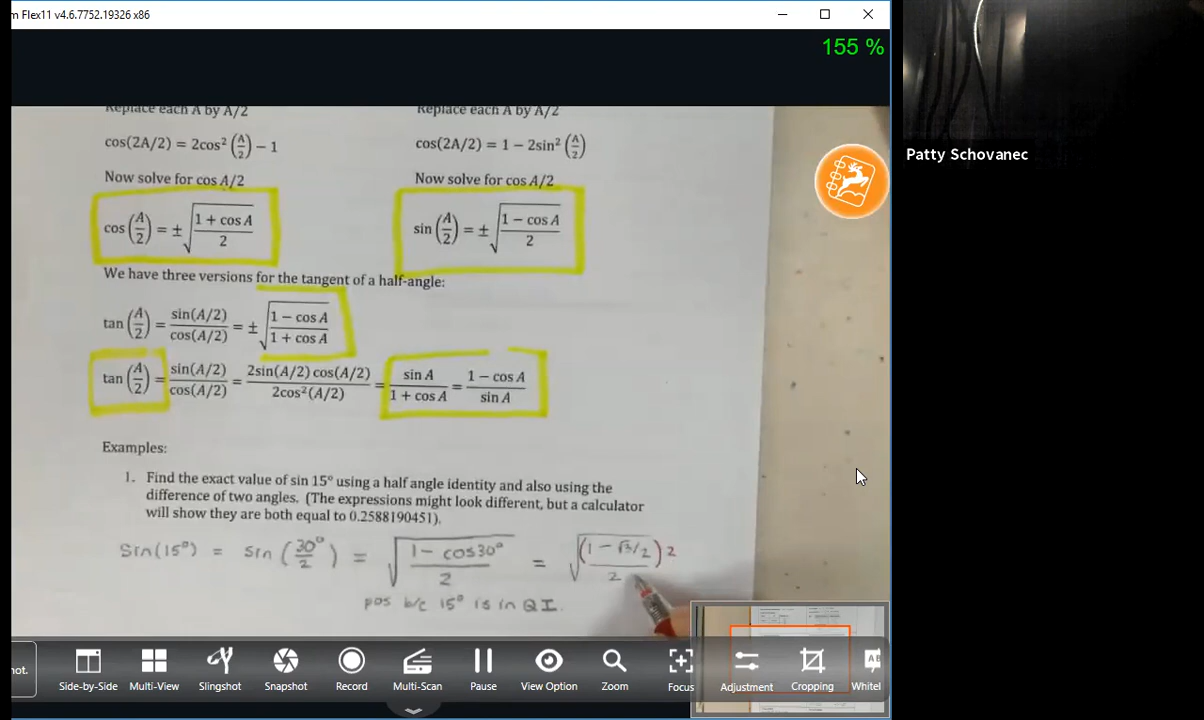 m Flex11 v4.6.7752.19326 x86
155 %
Patty Schovanec
Replace each A by A/2
Replace each A by A/2
cos(2A/2) = 2cos² (A/2) − 1
cos(2A/2) = 1 − 2sin² (A/2)
Now solve for cos A/2
Now solve for cos A/2
cos (A/2) = ± √((1 + cos A)/2)
sin (A/2) = ± √((1 − cos A)/2)
We have three versions for the tangent of a half-angle:
tan (A/2) = sin(A/2)/cos(A/2) = ± √((1 − cos A)/(1 + cos A))
tan (A/2) = sin(A/2)/cos(A/2) = 2sin(A/2) cos(A/2)/2cos²(A/2) = sin A/(1 + cos A) = (1 − cos A)/sin A
Examples:
1. Find the exact value of sin 15° using a half angle identity and also using the
difference of two angles. (The expressions might look different, but a calculator
will show they are both equal to 0.2588190451).
Sin(15°) = sin (30°/2) = √((1 − cos30°)/2) = √((1 − √3/2)2/2
pos b/c 15° is in QI.
not.
Side-by-Side
Multi-View
Slingshot
Snapshot
Record
Multi-Scan
Pause
View Option
Zoom
Focus
Adjustment
Cropping
Whitel